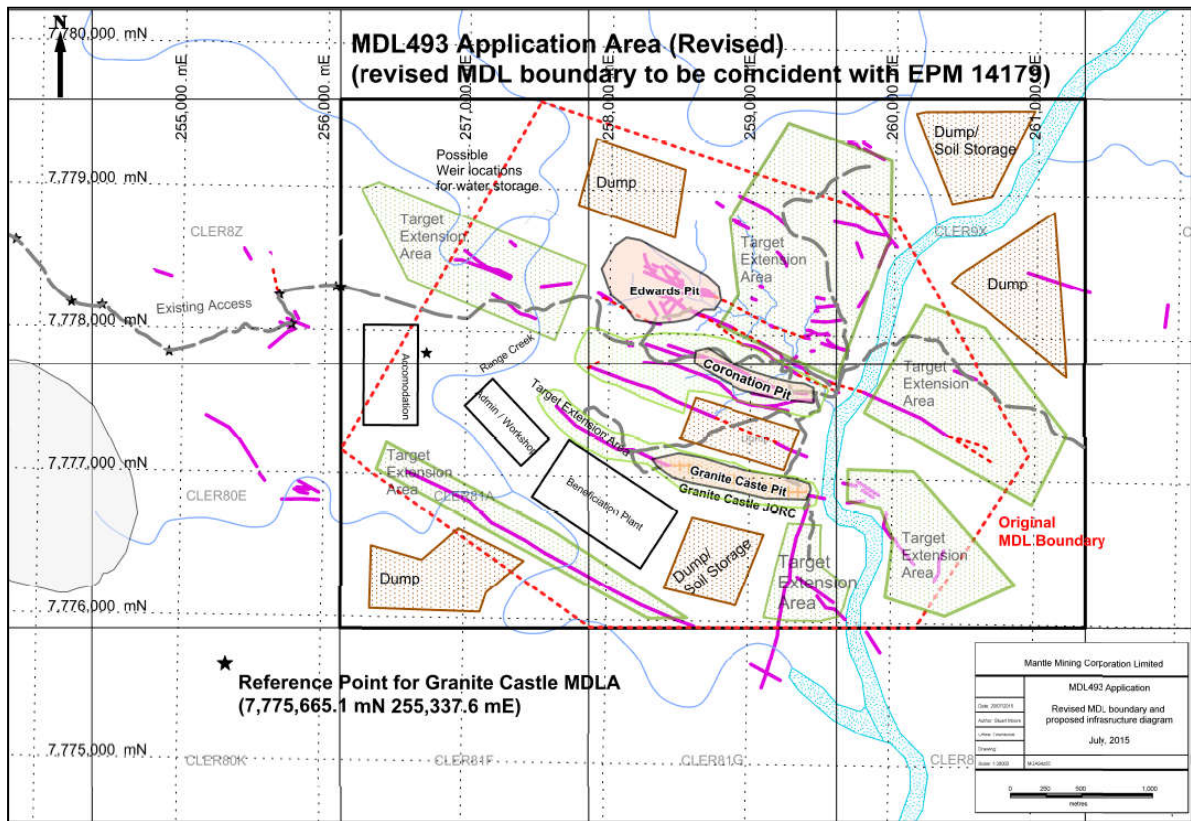 N
7,780,000 mN
MDL493 Application Area (Revised)
(revised MDL boundary to be coincident with EPM 14179)
255,000 mE
256,000 mE
257,000 mE
258,000 mE
259,000 mE
260,000 mE
261,000 mE
Possible
Weir locations
for water storage.
Dump/
Soil Storage
7,779,000 mN
Dump
Target
Extension
Area
CLER8Z
CLER9X
Target
Extension
Area
Dump
Edwards Pit
Existing Access
7,778,000 mN
Range Creek
Accomodation
Coronation Pit
Target
Extension
Area
Admin / Workshop
Target Extension Area
7,777,000 mN
Target
Extension
Area
Granite Caste Pit
Granite Castle JORC
CLER80E
CLER81A
Beneficiation Plant
Original
MDL Boundary
Target
Extension
Area
Dump/
Soil Storage
Target
Extension
Area
Dump
7,776,000 mN
Reference Point for Granite Castle MDLA
(7,775,665.1 mN 255,337.6 mE)
Mantle Mining Corporation Limited
MDL493 Application
Revised MDL boundary and
proposed infrasructure diagram
July, 2015
Drawing
7,775,000 mN
CLER80K
CLER81F
CLER81G
CLER8
0 250 500 1,000
metres